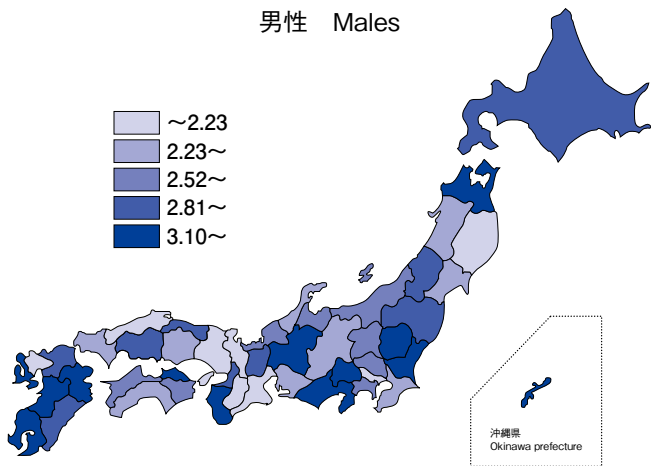 男性　Males
～2.23
2.23～
2.52～
2.81～
3.10～
沖縄県
Okinawa prefecture